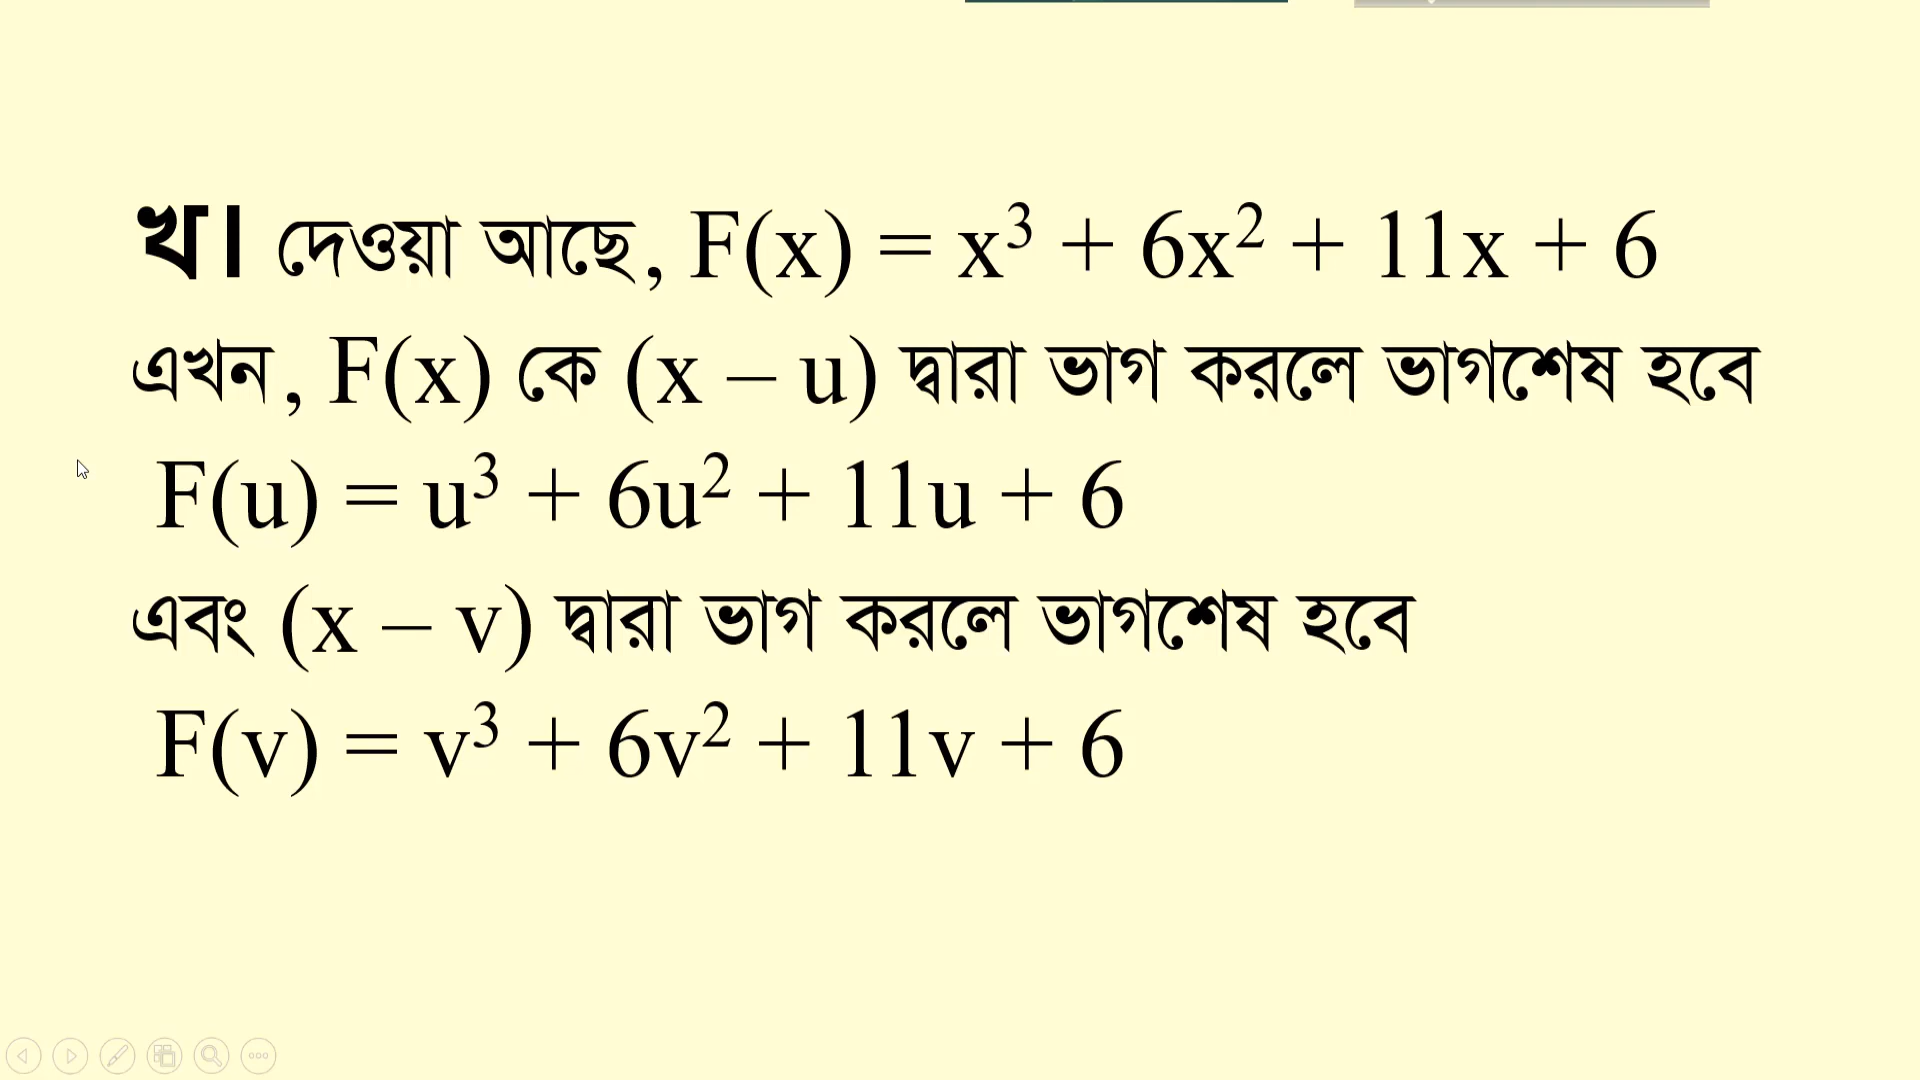 খ। দেওয়া আছে, F(x) = x³ + 6x² + 11x + 6
এখন, F(x) কে (x – u) দ্বারা ভাগ করলে ভাগশেষ হবে
F(u) = u³ + 6u² + 11u + 6
এবং (x – v) দ্বারা ভাগ করলে ভাগশেষ হবে
F(v) = v³ + 6v² + 11v + 6